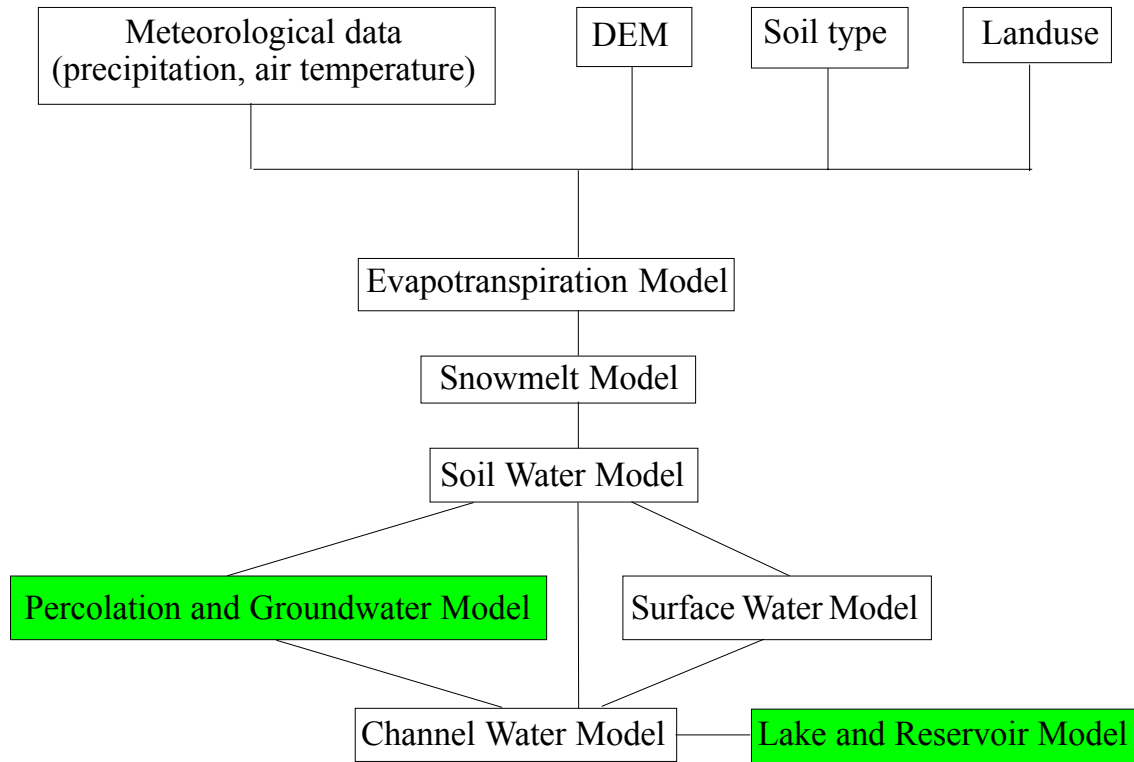 Meteorological data
(precipitation, air temperature)
DEM
Soil type
Landuse
Evapotranspiration Model
Snowmelt Model
Soil Water Model
Percolation and Groundwater Model
Surface Water Model
Channel Water Model
Lake and Reservoir Model